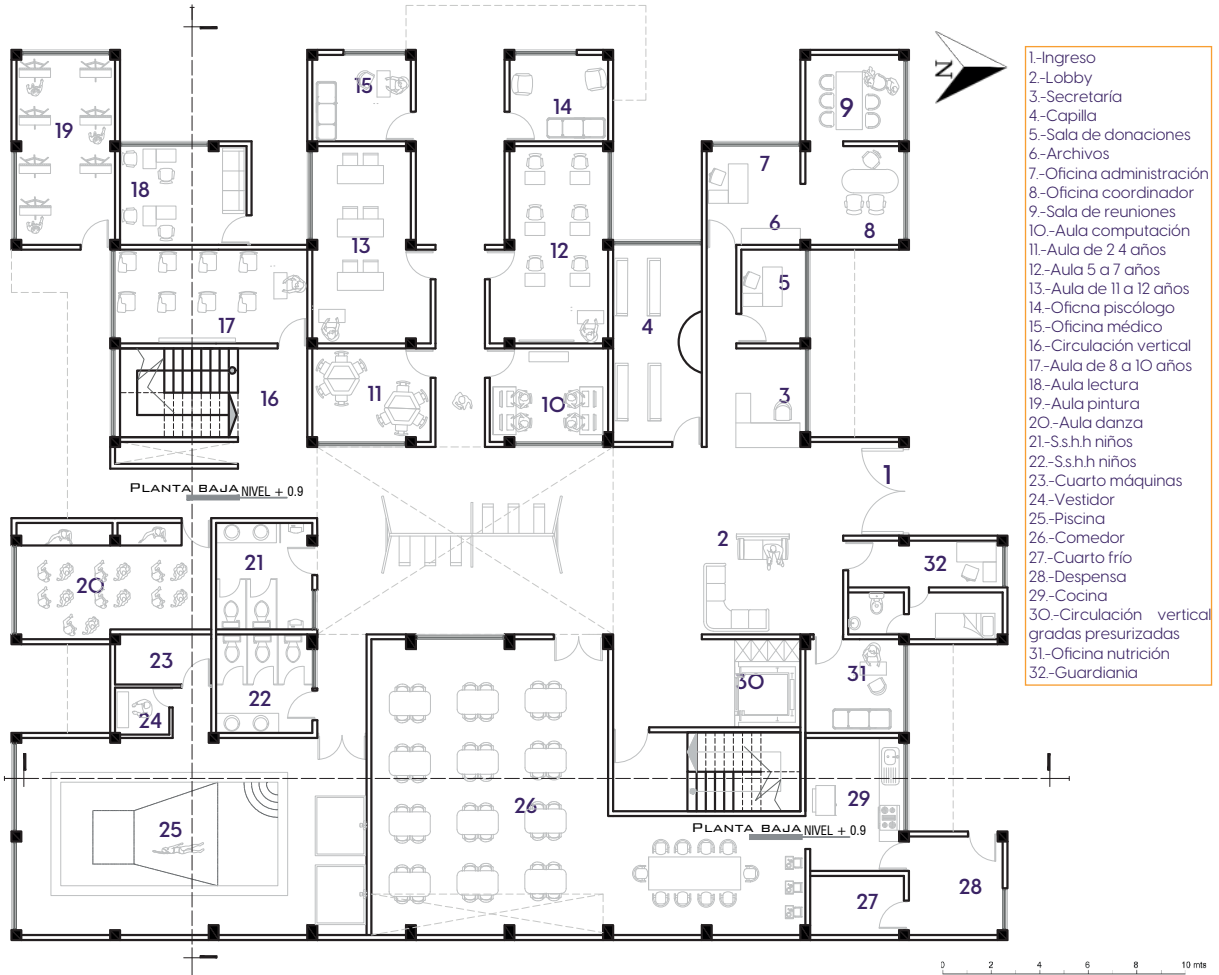 15
14
9
19
18
7
13
12
6
8
5
17
4
16
11
10
3
1
PLANTA BAJA NIVEL + 0.9
2
21
20
32
23
22
24
30
31
26
29
25
PLANTA BAJA NIVEL + 0.9
27
28
N
1.-Ingreso
2.-Lobby
3.-Secretaría
4.-Capilla
5.-Sala de donaciones
6.-Archivos
7.-Oficina administración
8.-Oficina coordinador
9.-Sala de reuniones
10.-Aula computación
11.-Aula de 2 4 años
12.-Aula 5 a 7 años
13.-Aula de 11 a 12 años
14.-Oficna piscólogo
15.-Oficina médico
16.-Circulación vertical
17.-Aula de 8 a 10 años
18.-Aula lectura
19.-Aula pintura
20.-Aula danza
21.-S.s.h.h niños
22.-S.s.h.h niños
23.-Cuarto máquinas
24.-Vestidor
25.-Piscina
26.-Comedor
27.-Cuarto frío
28.-Despensa
29.-Cocina
30.-Circulación vertical
gradas presurizadas
31.-Oficina nutrición
32.-Guardiania
0 2 4 6 8 10 mts